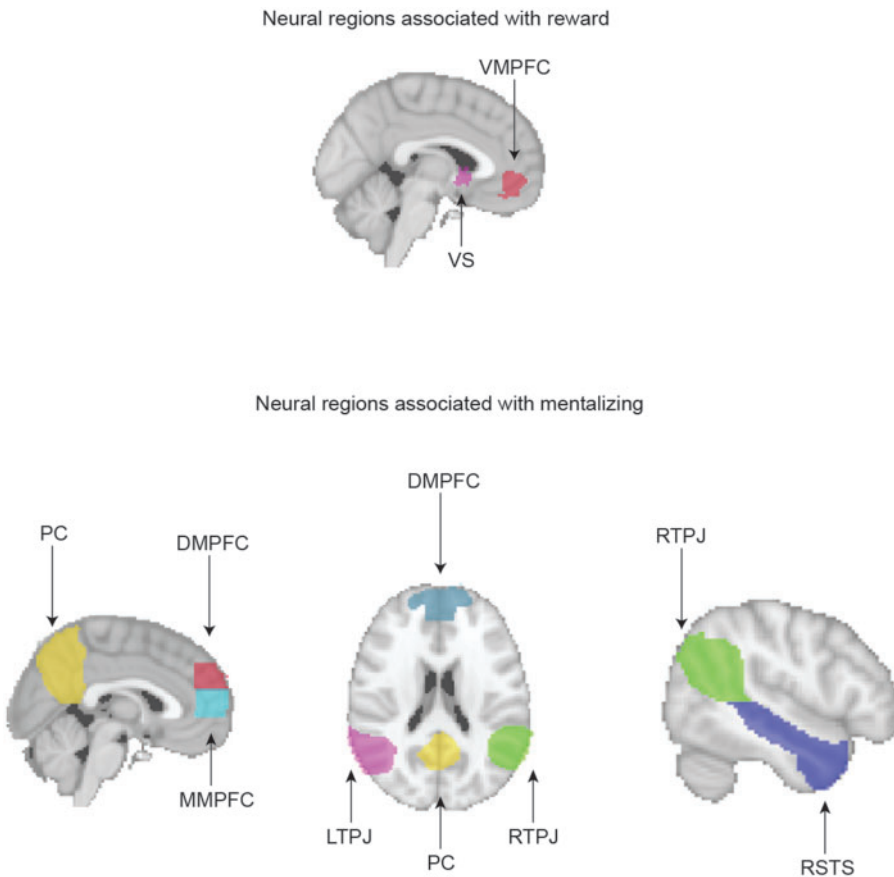 Neural regions associated with reward
VMPFC
VS
Neural regions associated with mentalizing
DMPFC
PC
DMPFC
RTPJ
MMPFC
LTPJ
PC
RTPJ
RSTS